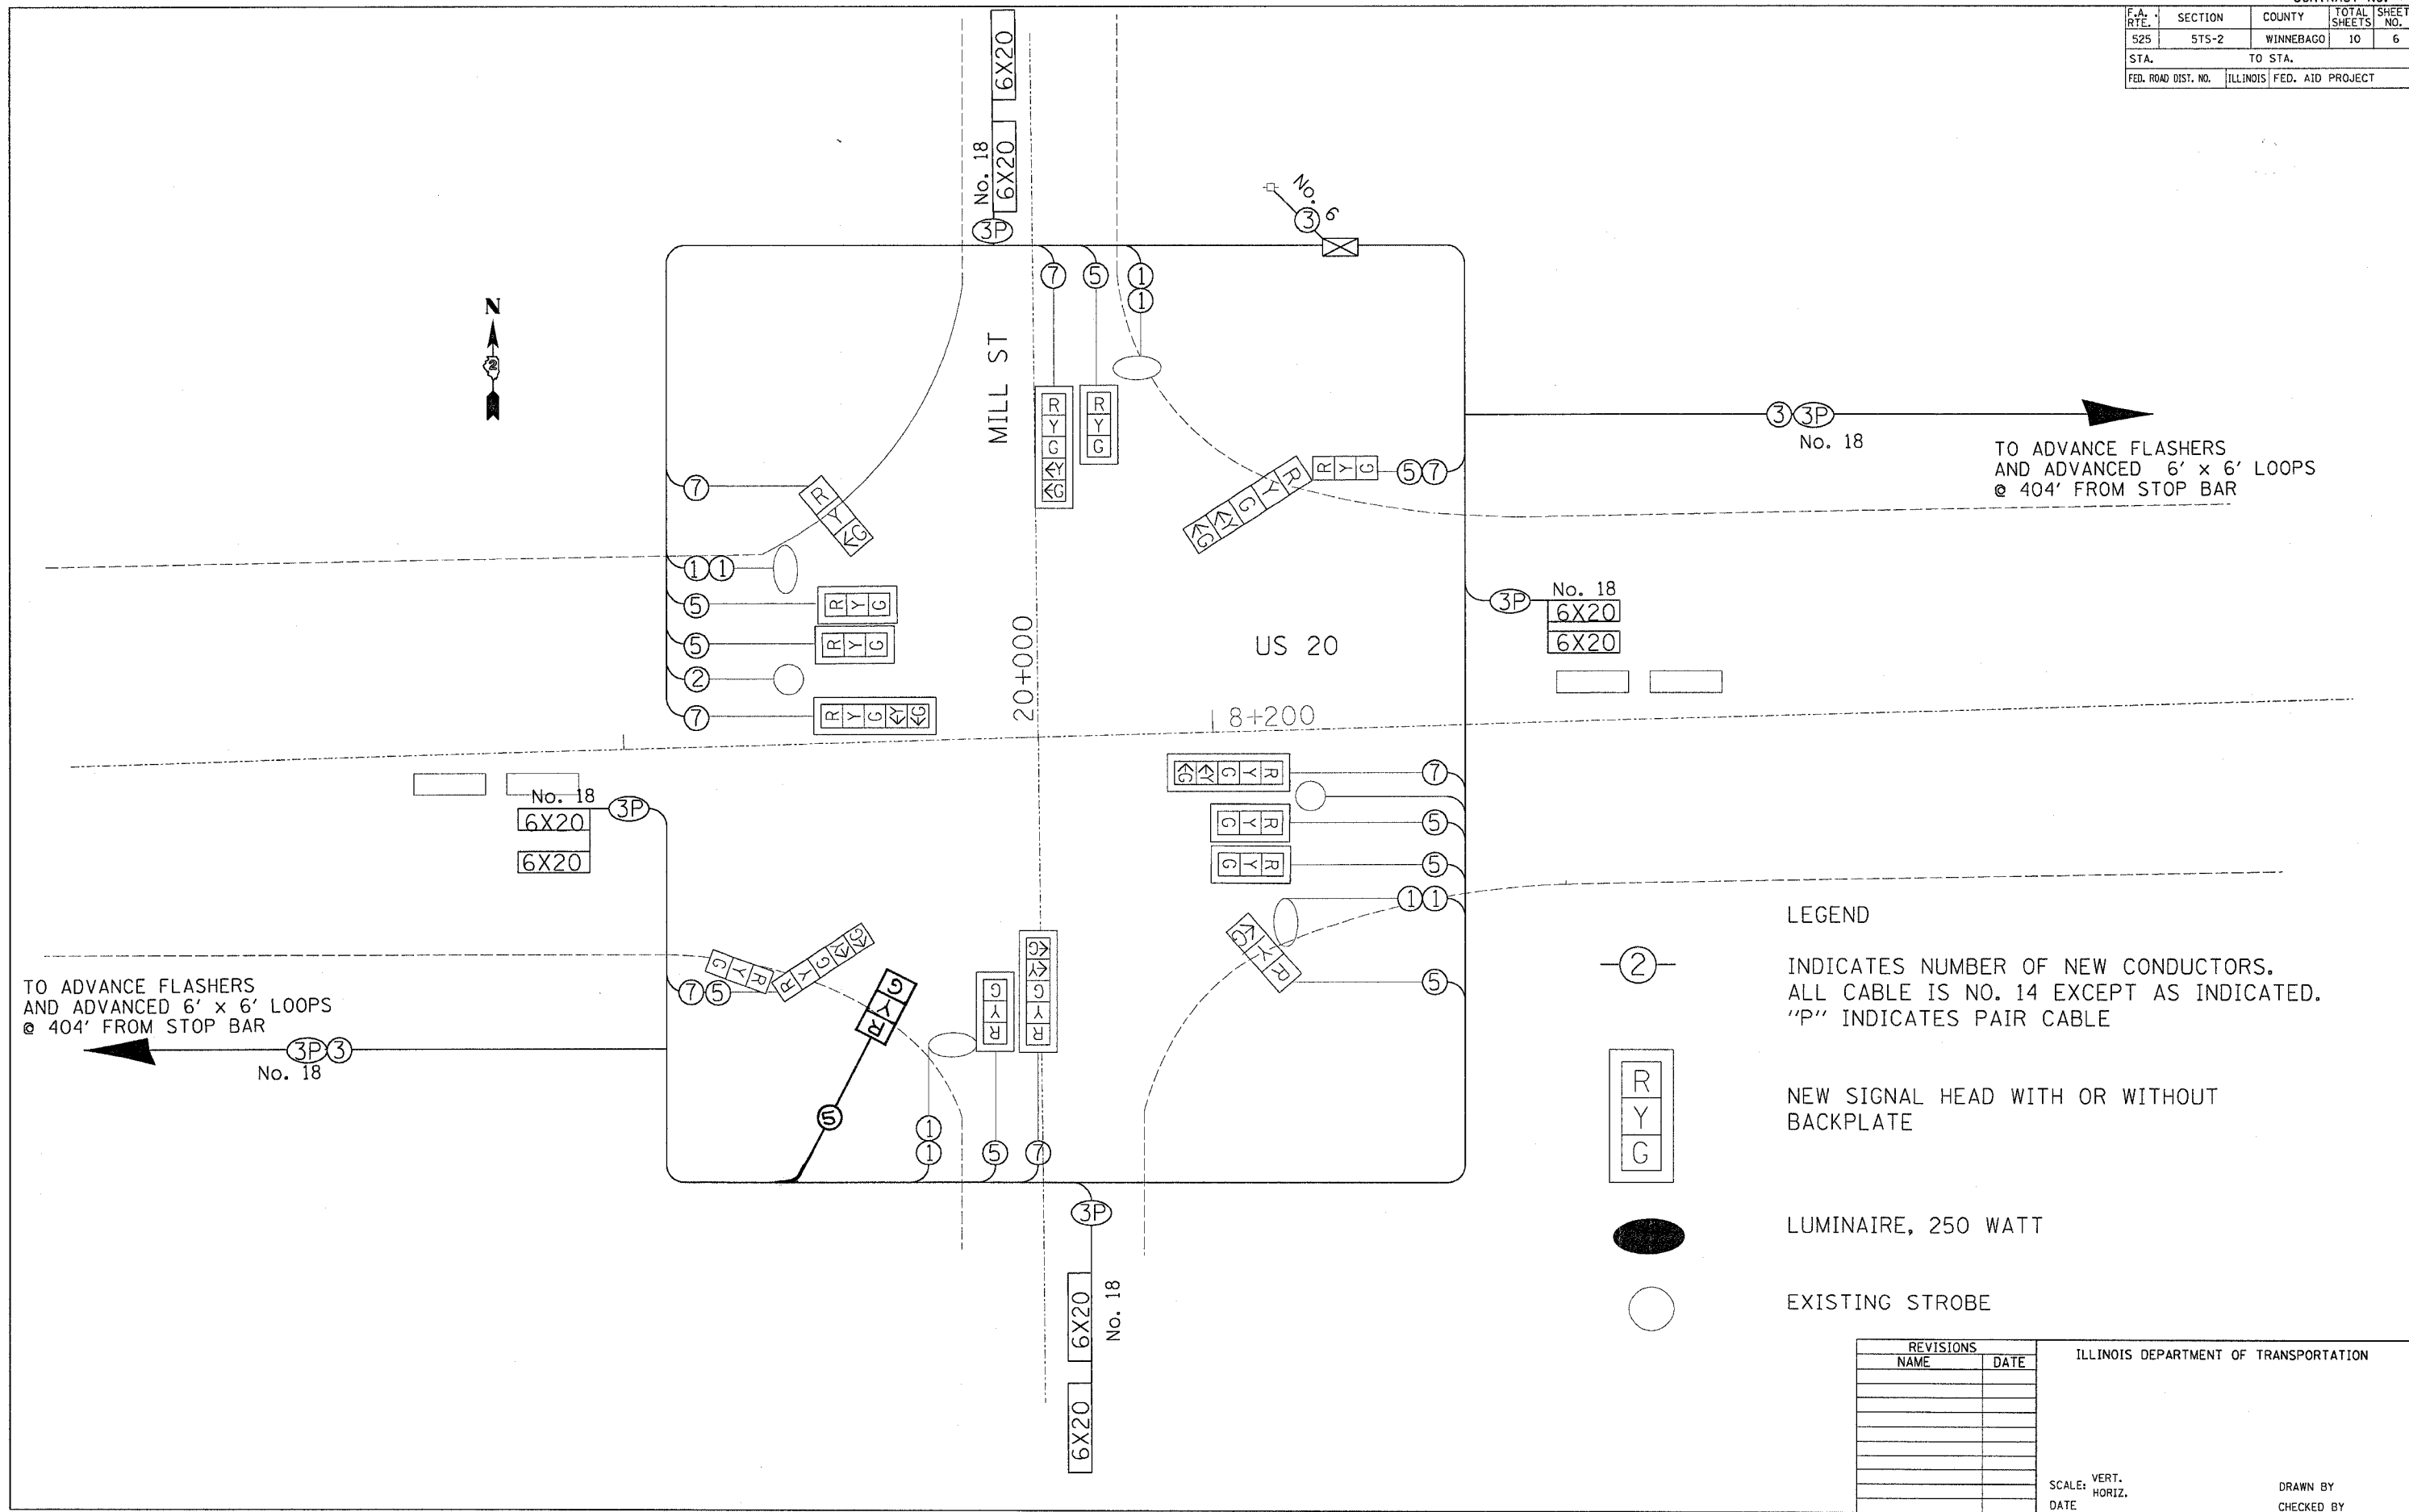 F.A. RTE. SECTION COUNTY TOTAL SHEETS SHEET NO.
525 5TS-2 WINNEBAGO 10 6
STA. TO STA.
FED. ROAD DIST. NO. ILLINOIS FED. AID PROJECT
6X20
6X20
No. 18
3P
No. 6
3
7
5
1
1
N
2
MILL ST
R
Y
G
←Y
←G
R
Y
G
3 3P
No. 18
TO ADVANCE FLASHERS
AND ADVANCED 6' x 6' LOOPS
@ 404' FROM STOP BAR
7
R Y ←G
R Y G ←Y ←G
R Y G
5 7
1 1
5
R Y G
5
R Y G
2
7
R Y G ←Y ←G
20+000
US 20
8+200
3P
No. 18
6X20
6X20
No. 18
3P
6X20
6X20
R Y G ←Y ←G
7
R Y G
5
R Y G
5
1 1
R Y ←G
5
R Y G
R Y G ←Y ←G
7 5
R Y G
5
TO ADVANCE FLASHERS
AND ADVANCED 6' x 6' LOOPS
@ 404' FROM STOP BAR
3P 3
No. 18
R Y G
R Y G ←Y ←G
1
1
5
7
3P
6X20
No. 18
6X20
LEGEND
2
INDICATES NUMBER OF NEW CONDUCTORS.
ALL CABLE IS NO. 14 EXCEPT AS INDICATED.
"P" INDICATES PAIR CABLE
R
Y
G
NEW SIGNAL HEAD WITH OR WITHOUT
BACKPLATE
LUMINAIRE, 250 WATT
EXISTING STROBE
REVISIONS
NAME DATE
ILLINOIS DEPARTMENT OF TRANSPORTATION
SCALE: VERT.
HORIZ.
DATE
DRAWN BY
CHECKED BY